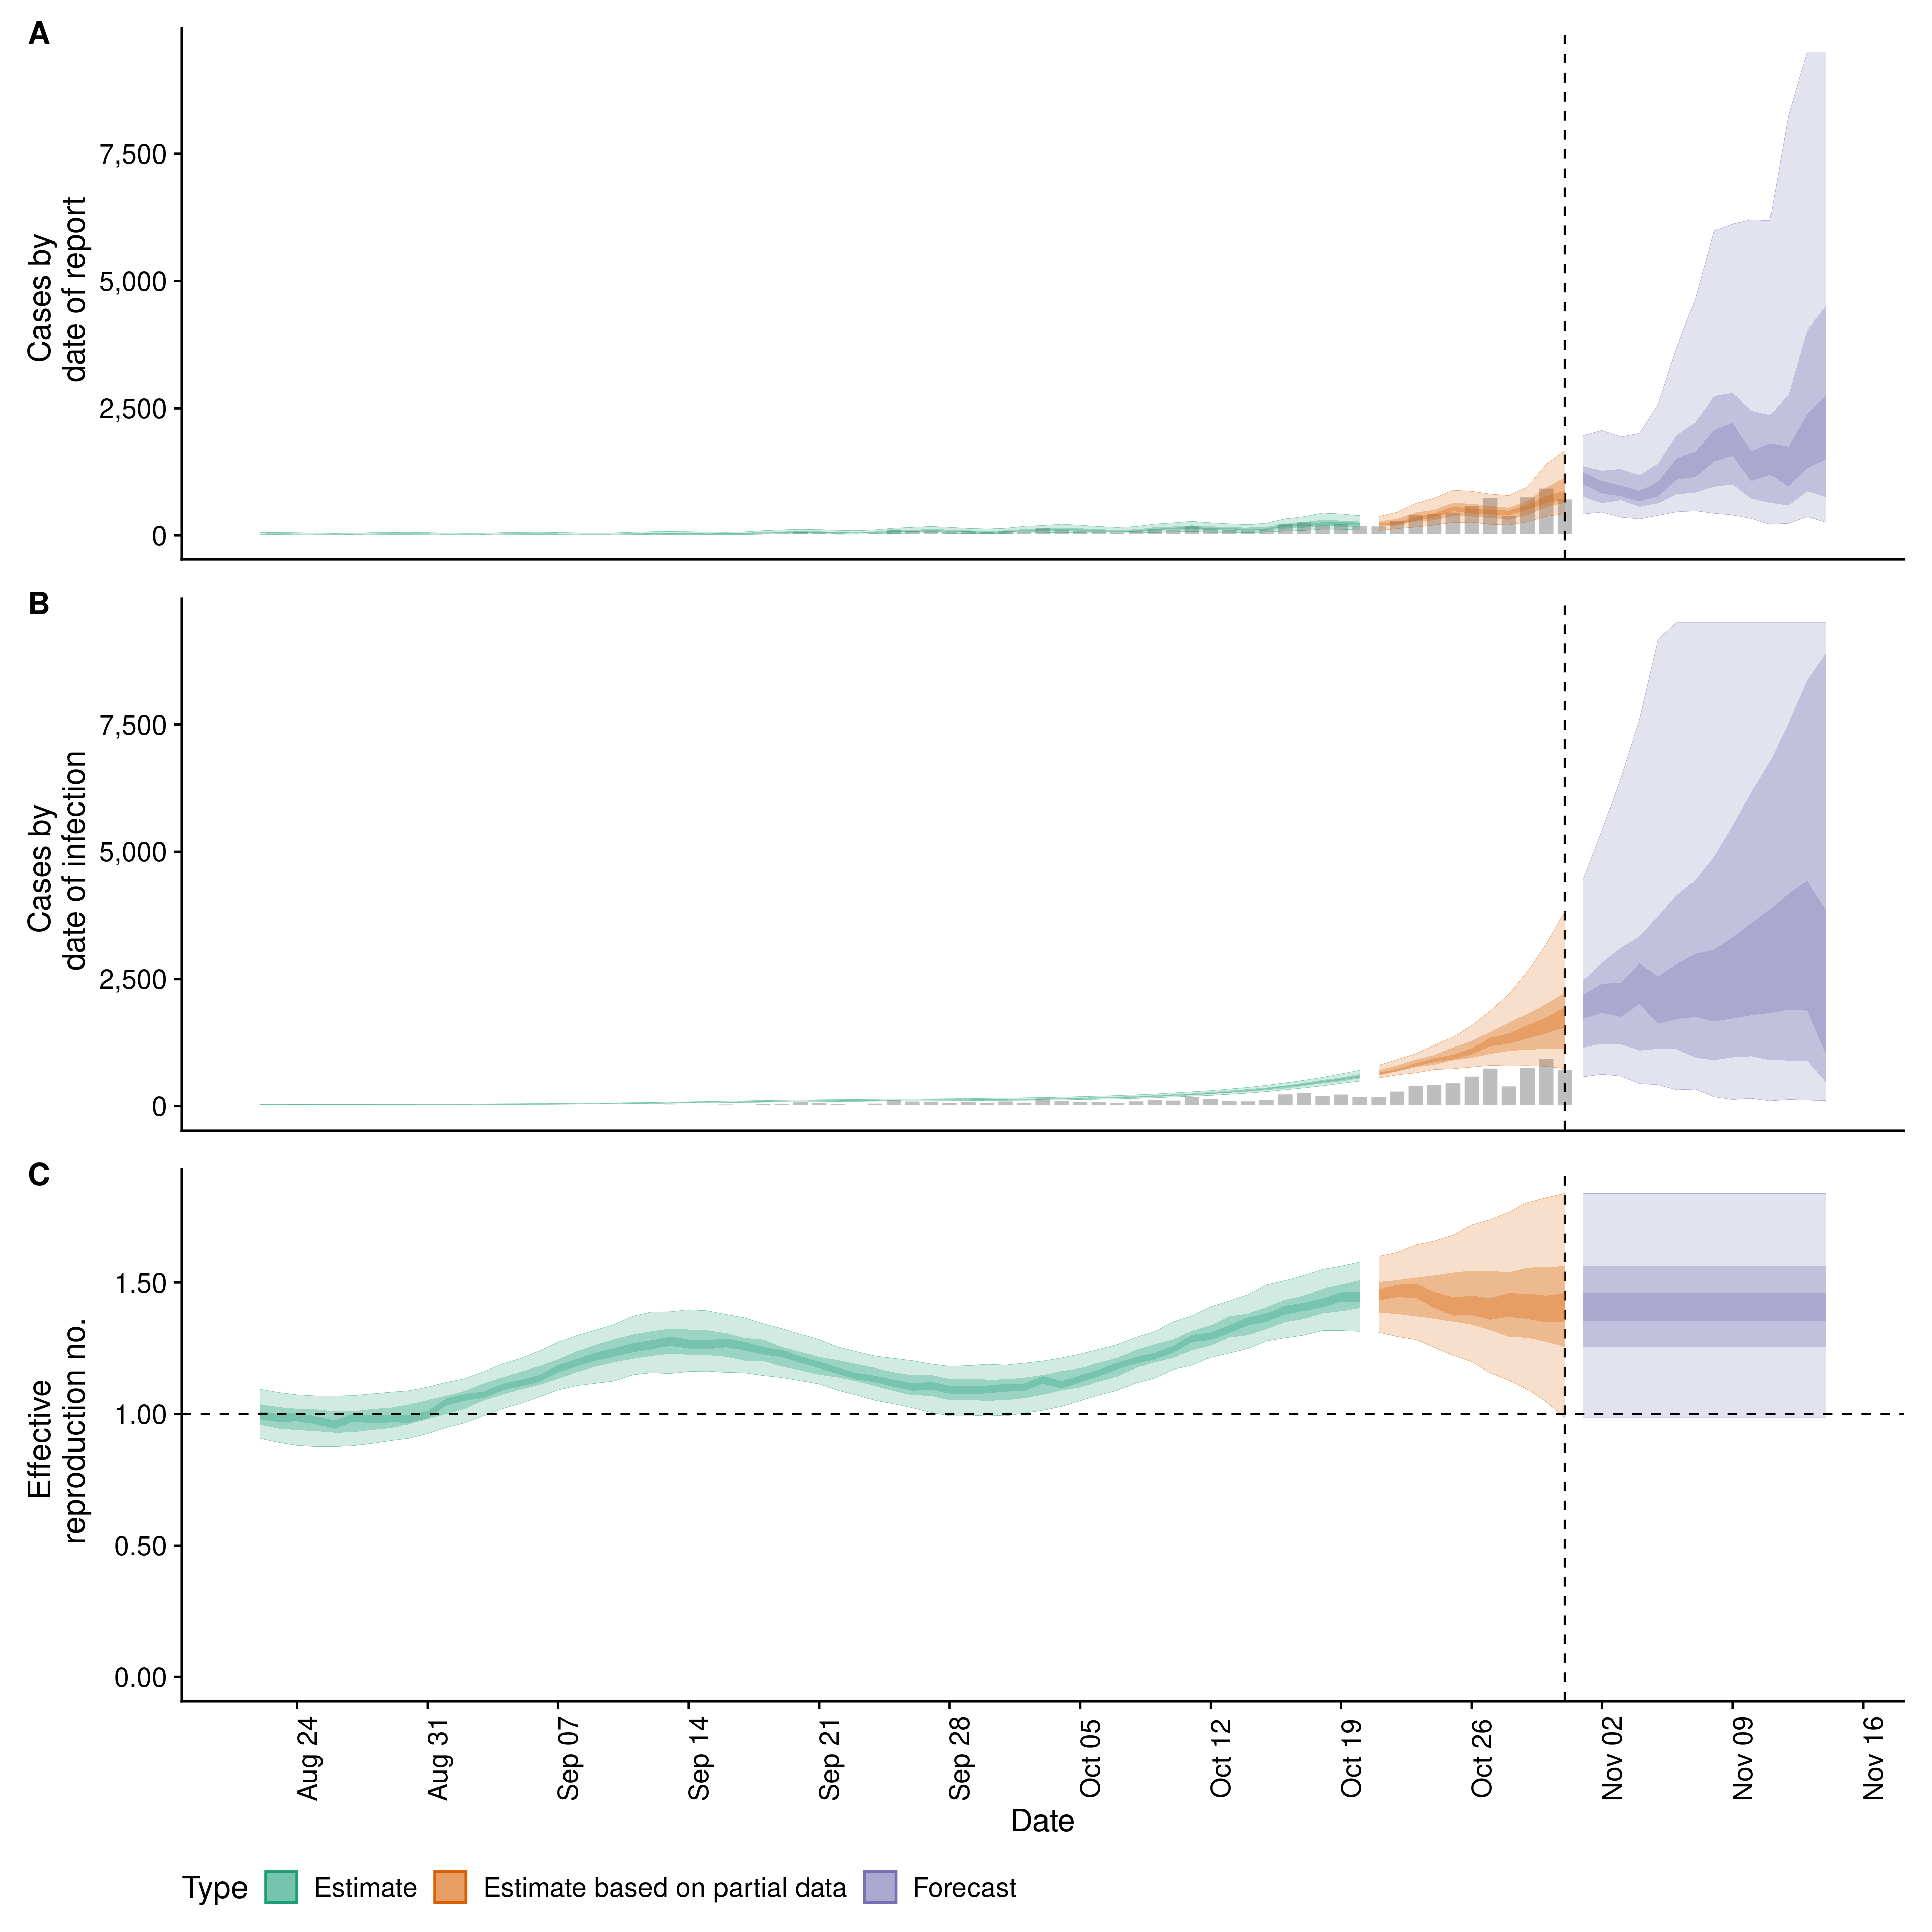 A
Cases by
date of report
7,500
5,000
2,500
0
B
Cases by
date of infection
7,500
5,000
2,500
0
C
Effective
reproduction no.
1.50
1.00
0.50
0.00
Aug 24
Aug 31
Sep 07
Sep 14
Sep 21
Sep 28
Oct 05
Oct 12
Oct 19
Oct 26
Nov 02
Nov 09
Nov 16
Date
Type Estimate Estimate based on partial data Forecast